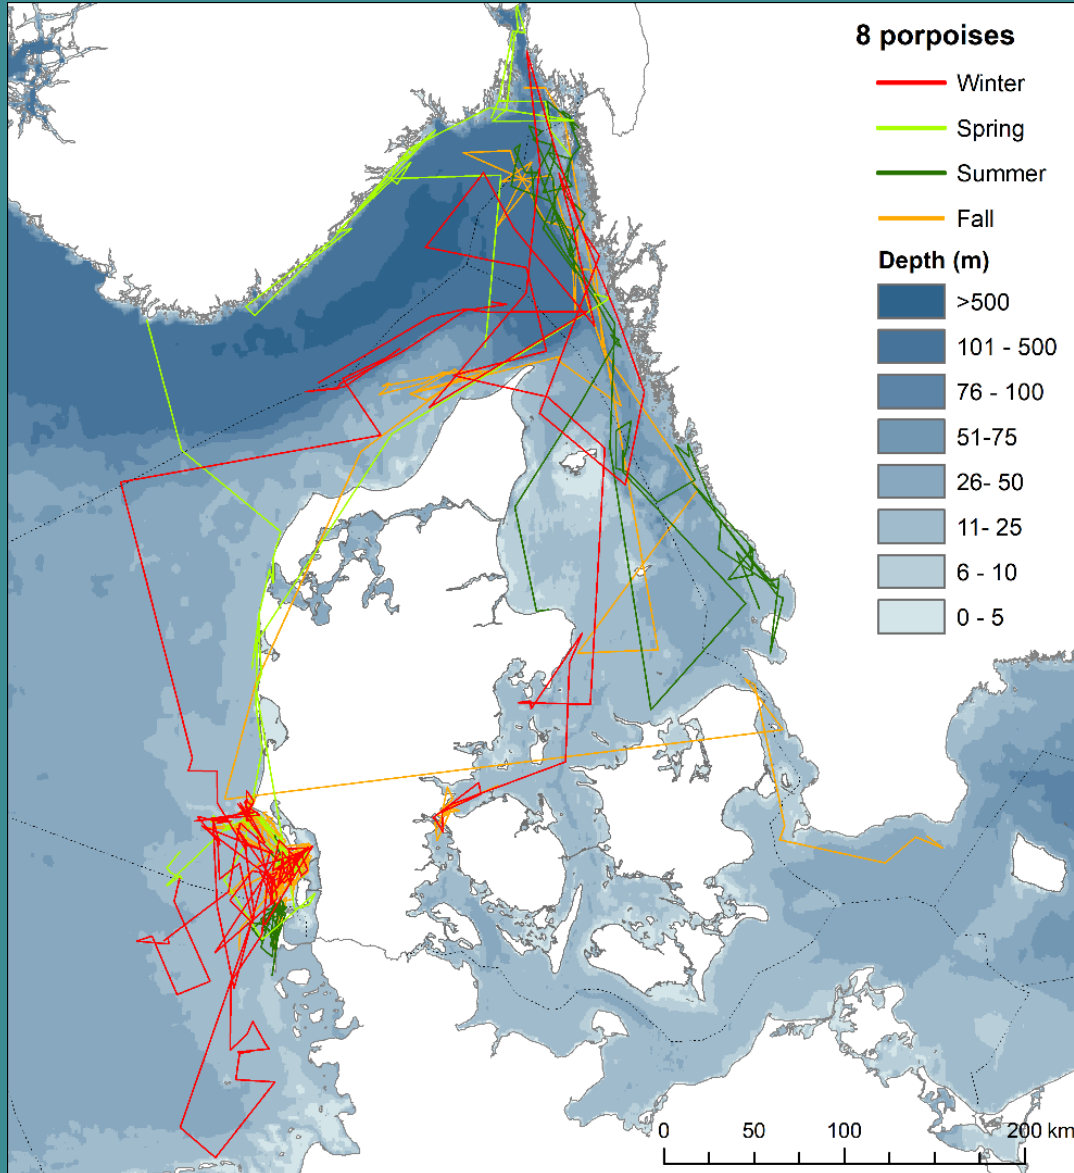 8 porpoises
Winter
Spring
Summer
Fall
Depth (m)
>500
101 - 500
76 - 100
51-75
26- 50
11- 25
6 - 10
0 - 5
0 50 100 200 km